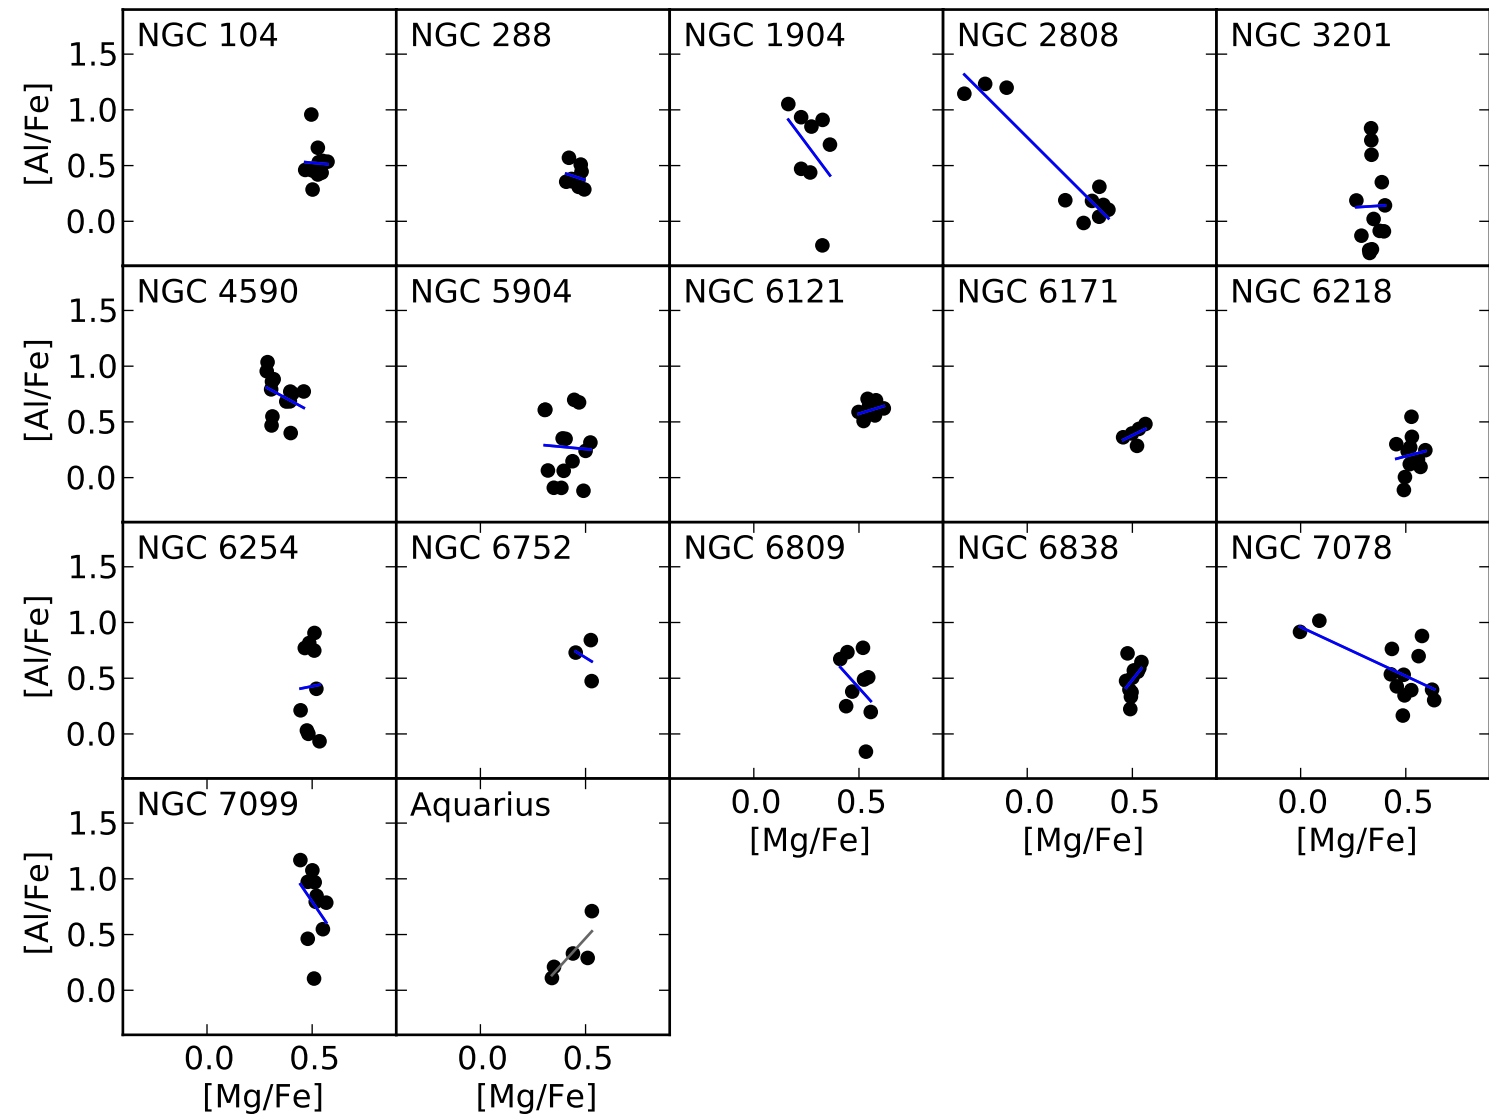 NGC 104 NGC 288 NGC 1904 NGC 2808 NGC 3201
1.5
1.0
0.5
0.0
[Al/Fe]
NGC 4590 NGC 5904 NGC 6121 NGC 6171 NGC 6218
1.5
1.0
0.5
0.0
[Al/Fe]
NGC 6254 NGC 6752 NGC 6809 NGC 6838 NGC 7078
1.5
1.0
0.5
0.0
[Al/Fe]
NGC 7099 Aquarius
0.0 0.5 0.0 0.5 0.0 0.5
[Mg/Fe] [Mg/Fe] [Mg/Fe]
1.5
1.0
0.5
0.0
[Al/Fe]
0.0 0.5 0.0 0.5
[Mg/Fe] [Mg/Fe]